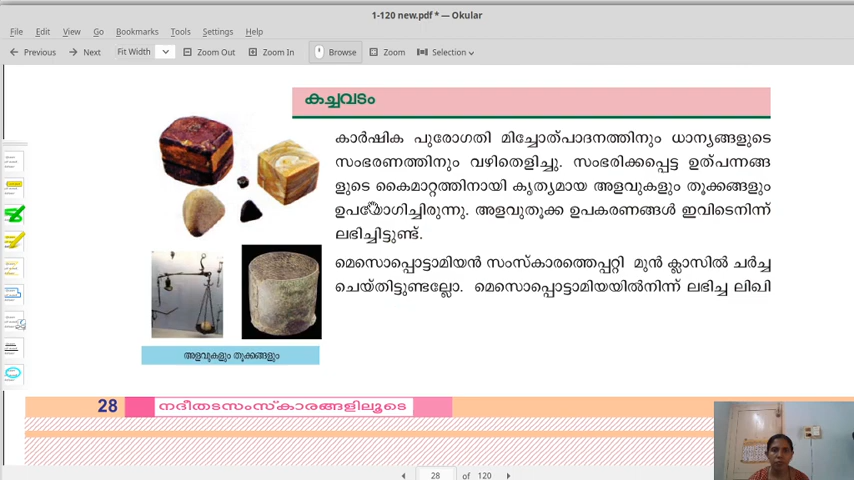 1-120 new.pdf * — Okular
File Edit View Go Bookmarks Tools Settings Help
Previous Next Fit Width Zoom Out Zoom In Browse Zoom Selection
കച്ചവടം
കാർഷിക പുരോഗതി മിച്ചോത്പാദനത്തിനും ധാന്യങ്ങളുടെ
സംഭരണത്തിനും വഴിതെളിച്ചു. സംഭരിക്കപ്പെട്ട ഉത്പന്നങ്ങ
ളുടെ കൈമാറ്റത്തിനായി കൃത്യമായ അളവുകളും തൂക്കങ്ങളും
ഉപയോഗിച്ചിരുന്നു. അളവുതൂക്ക ഉപകരണങ്ങൾ ഇവിടെനിന്ന്
ലഭിച്ചിട്ടുണ്ട്.
മെസൊപ്പൊട്ടാമിയൻ സംസ്കാരത്തെപ്പറ്റി മുൻ ക്ലാസിൽ ചർച്ച
ചെയ്തിട്ടുണ്ടല്ലോ. മെസൊപ്പൊട്ടാമിയയിൽനിന്ന് ലഭിച്ച ലിഖി
അളവുകളും തൂക്കങ്ങളും
28 നദീതടസംസ്കാരങ്ങളിലൂടെ
28 of 120